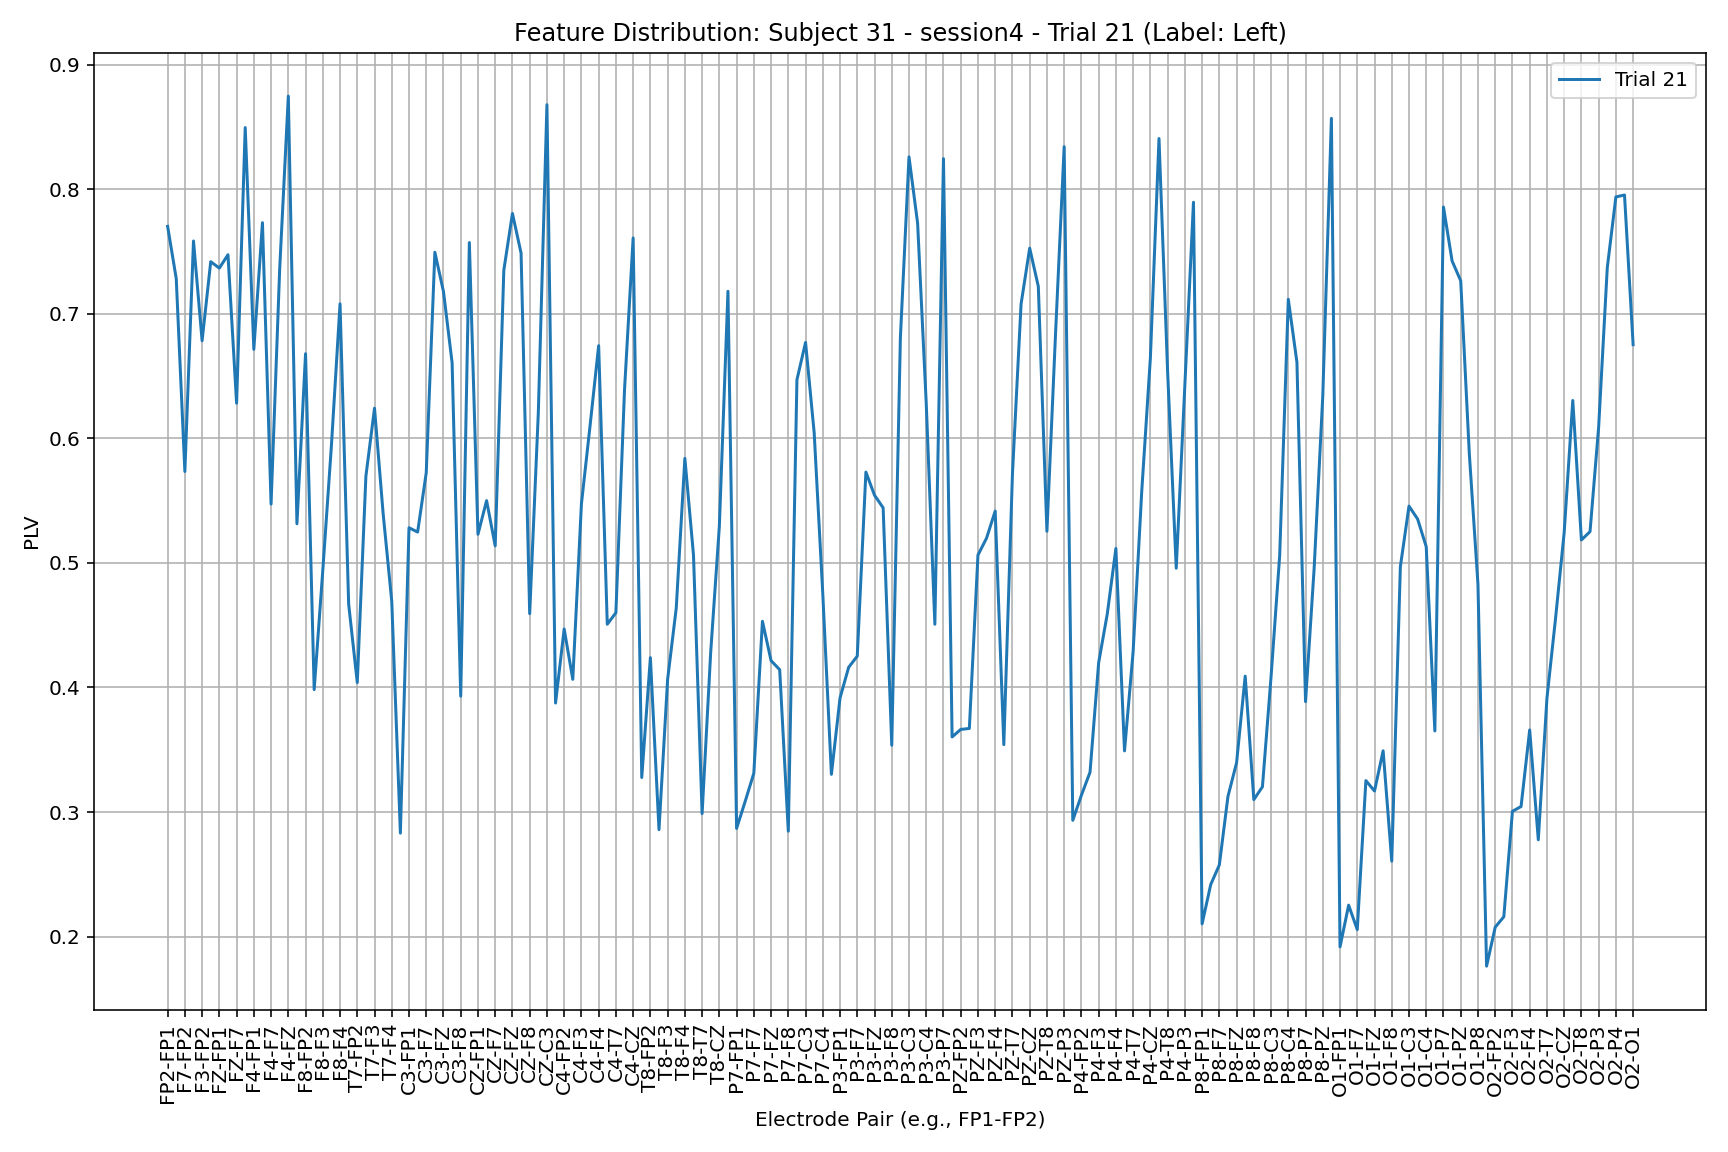 Feature Distribution: Subject 31 - session4 - Trial 21 (Label: Left)
Trial 21
0.9
0.8
0.7
0.6
0.5
0.4
0.3
0.2
PLV
FP2-FP1
F7-FP2
F3-FP2
FZ-FP1
FZ-F7
F4-FP1
F4-F7
F4-FZ
F8-FP2
F8-F3
F8-F4
T7-FP2
T7-F3
T7-F4
C3-FP1
C3-F7
C3-FZ
C3-F8
CZ-FP1
CZ-F7
CZ-FZ
CZ-F8
CZ-C3
C4-FP2
C4-F3
C4-F4
C4-T7
C4-CZ
T8-FP2
T8-F3
T8-F4
T8-T7
T8-CZ
P7-FP1
P7-F7
P7-FZ
P7-F8
P7-C3
P7-C4
P3-FP1
P3-F7
P3-FZ
P3-F8
P3-C3
P3-C4
P3-P7
PZ-FP2
PZ-F3
PZ-F4
PZ-T7
PZ-CZ
PZ-T8
PZ-P3
P4-FP2
P4-F3
P4-F4
P4-T7
P4-CZ
P4-T8
P4-P3
P8-FP1
P8-F7
P8-FZ
P8-F8
P8-C3
P8-C4
P8-P7
P8-PZ
O1-FP1
O1-F7
O1-FZ
O1-F8
O1-C3
O1-C4
O1-P7
O1-PZ
O1-P8
O2-FP2
O2-F3
O2-F4
O2-T7
O2-CZ
O2-T8
O2-P3
O2-P4
O2-O1
Electrode Pair (e.g., FP1-FP2)